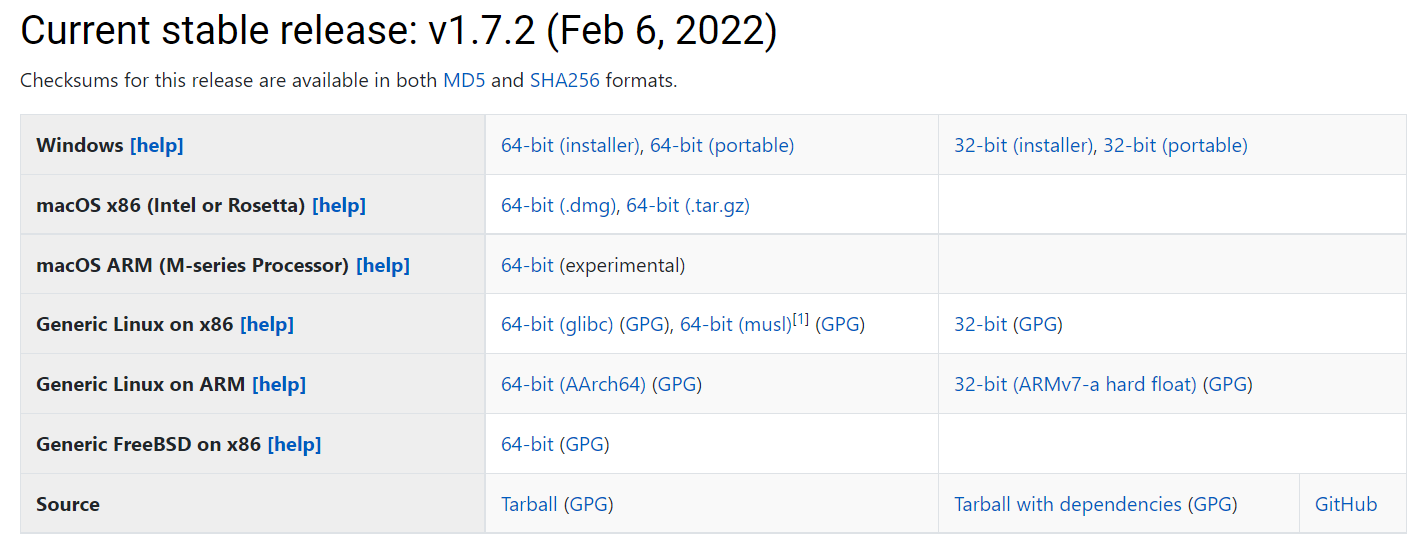 Current stable release: v1.7.2 (Feb 6, 2022)
Checksums for this release are available in both MD5 and SHA256 formats.
Windows [help] 64-bit (installer), 64-bit (portable) 32-bit (installer), 32-bit (portable)
macOS x86 (Intel or Rosetta) [help] 64-bit (.dmg), 64-bit (.tar.gz)
macOS ARM (M-series Processor) [help] 64-bit (experimental)
Generic Linux on x86 [help] 64-bit (glibc) (GPG), 64-bit (musl)[1] (GPG) 32-bit (GPG)
Generic Linux on ARM [help] 64-bit (AArch64) (GPG) 32-bit (ARMv7-a hard float) (GPG)
Generic FreeBSD on x86 [help] 64-bit (GPG)
Source Tarball (GPG) Tarball with dependencies (GPG) GitHub